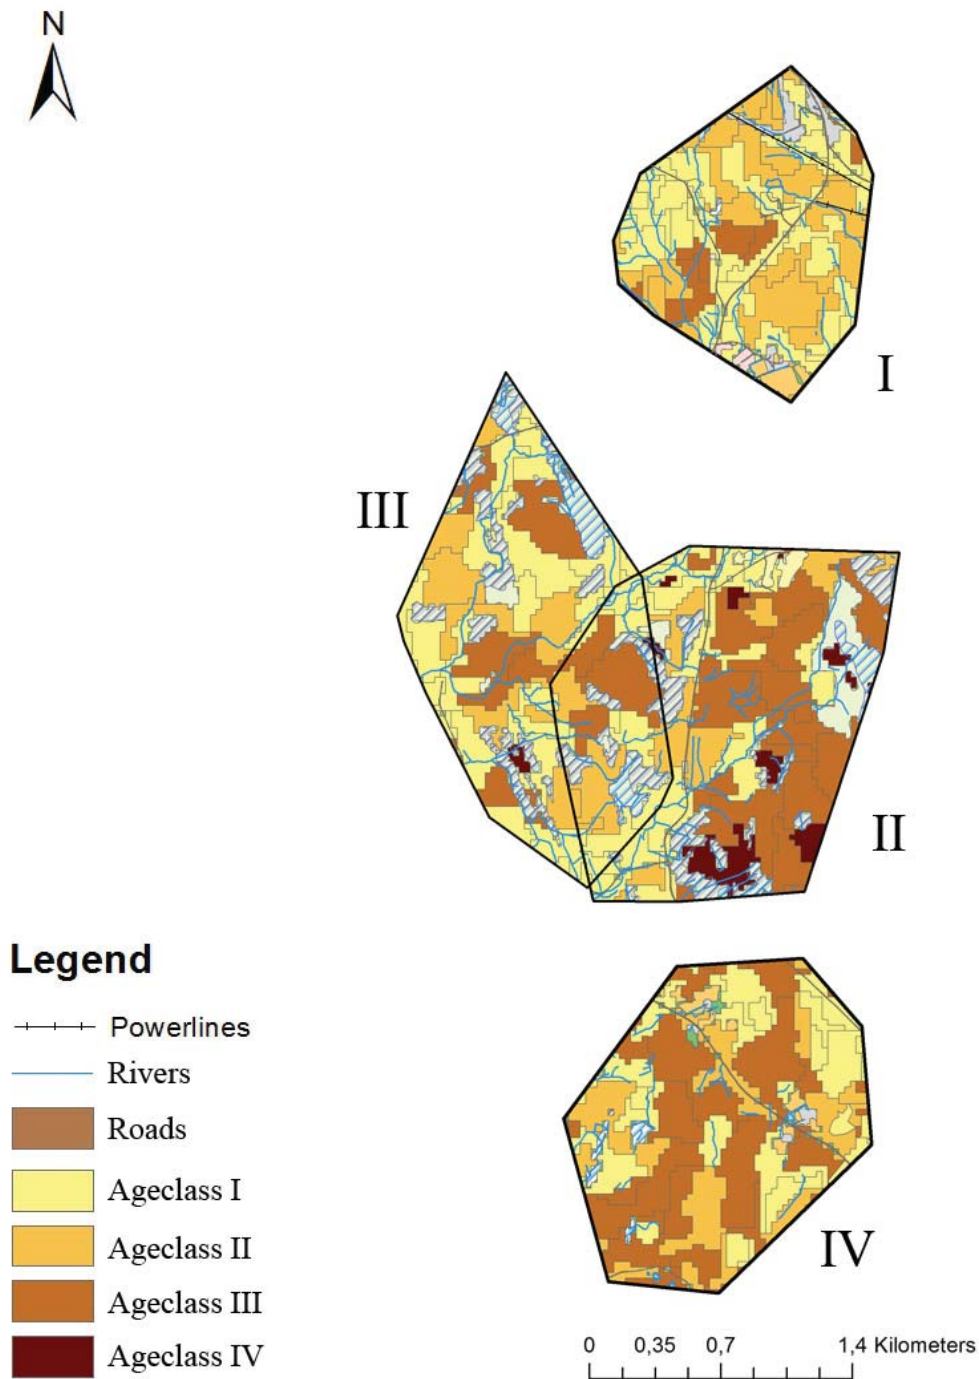 N
I
III
II
Legend
Powerlines
Rivers
Roads
Ageclass I
Ageclass II
Ageclass III
Ageclass IV
IV
0 0,35 0,7 1,4 Kilometers